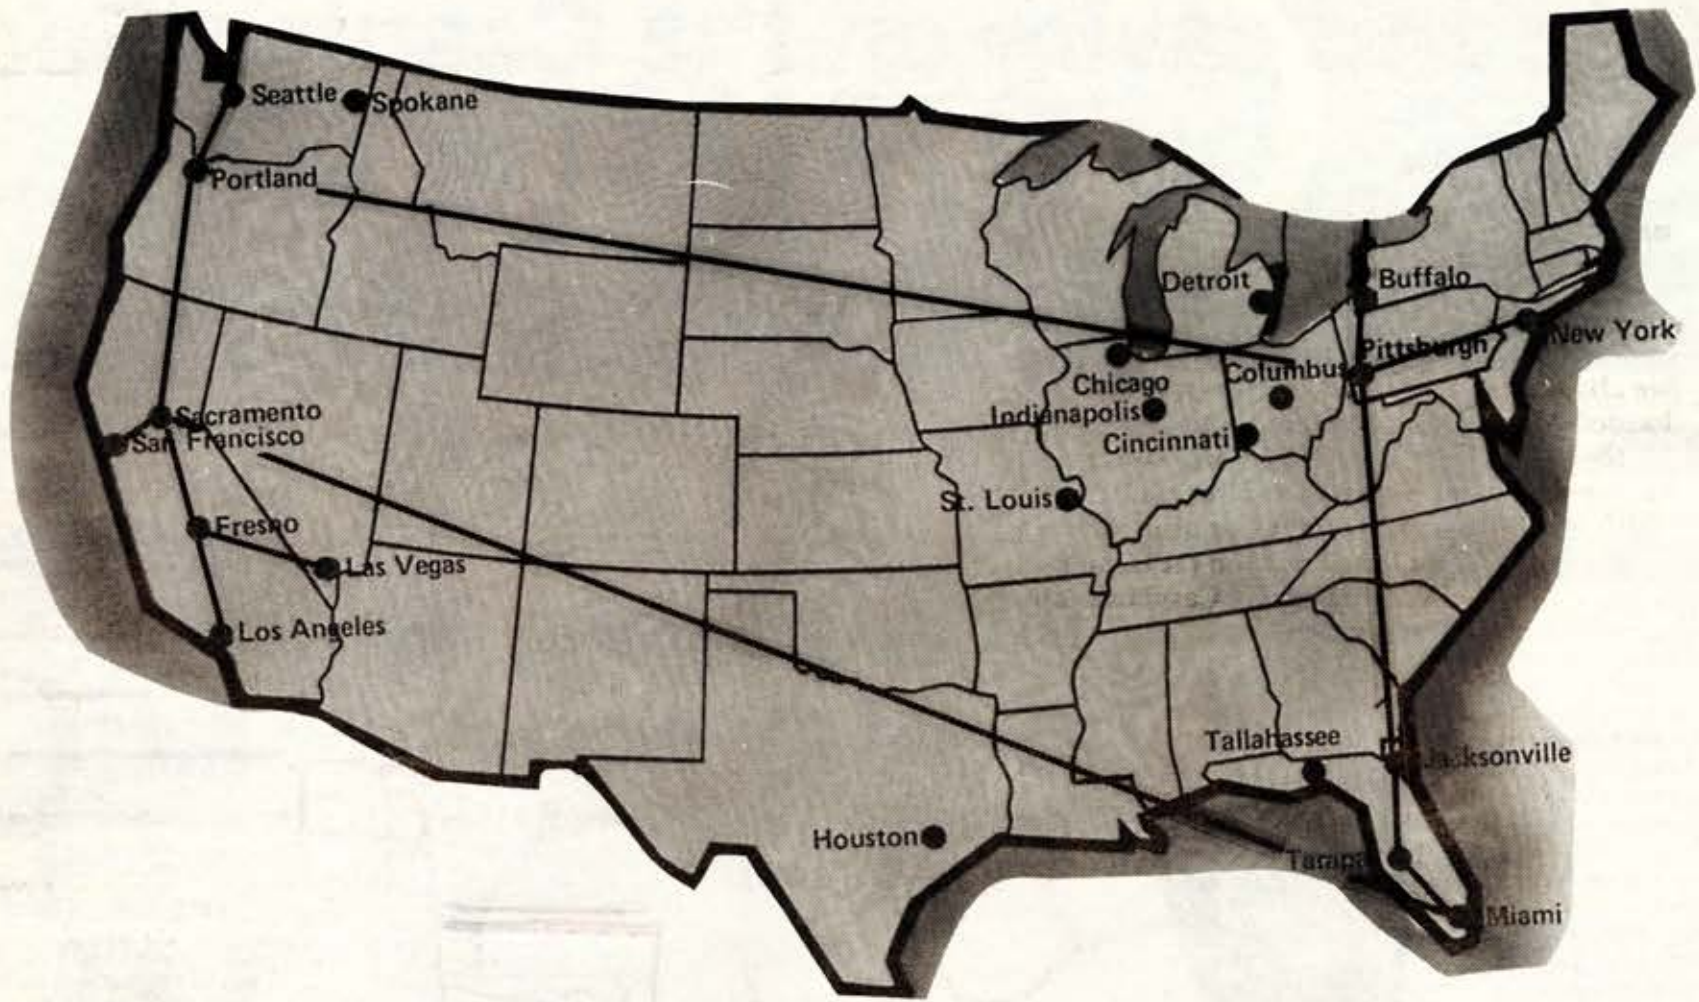 Seattle
Spokane
Portland
Detroit
Buffalo
New York
Pittsburgh
Columbus
Chicago
Indianapolis
Cincinnati
Sacramento
San Francisco
St. Louis
Fresno
Las Vegas
Los Angeles
Tallahassee
Jacksonville
Houston
Tampa
Miami